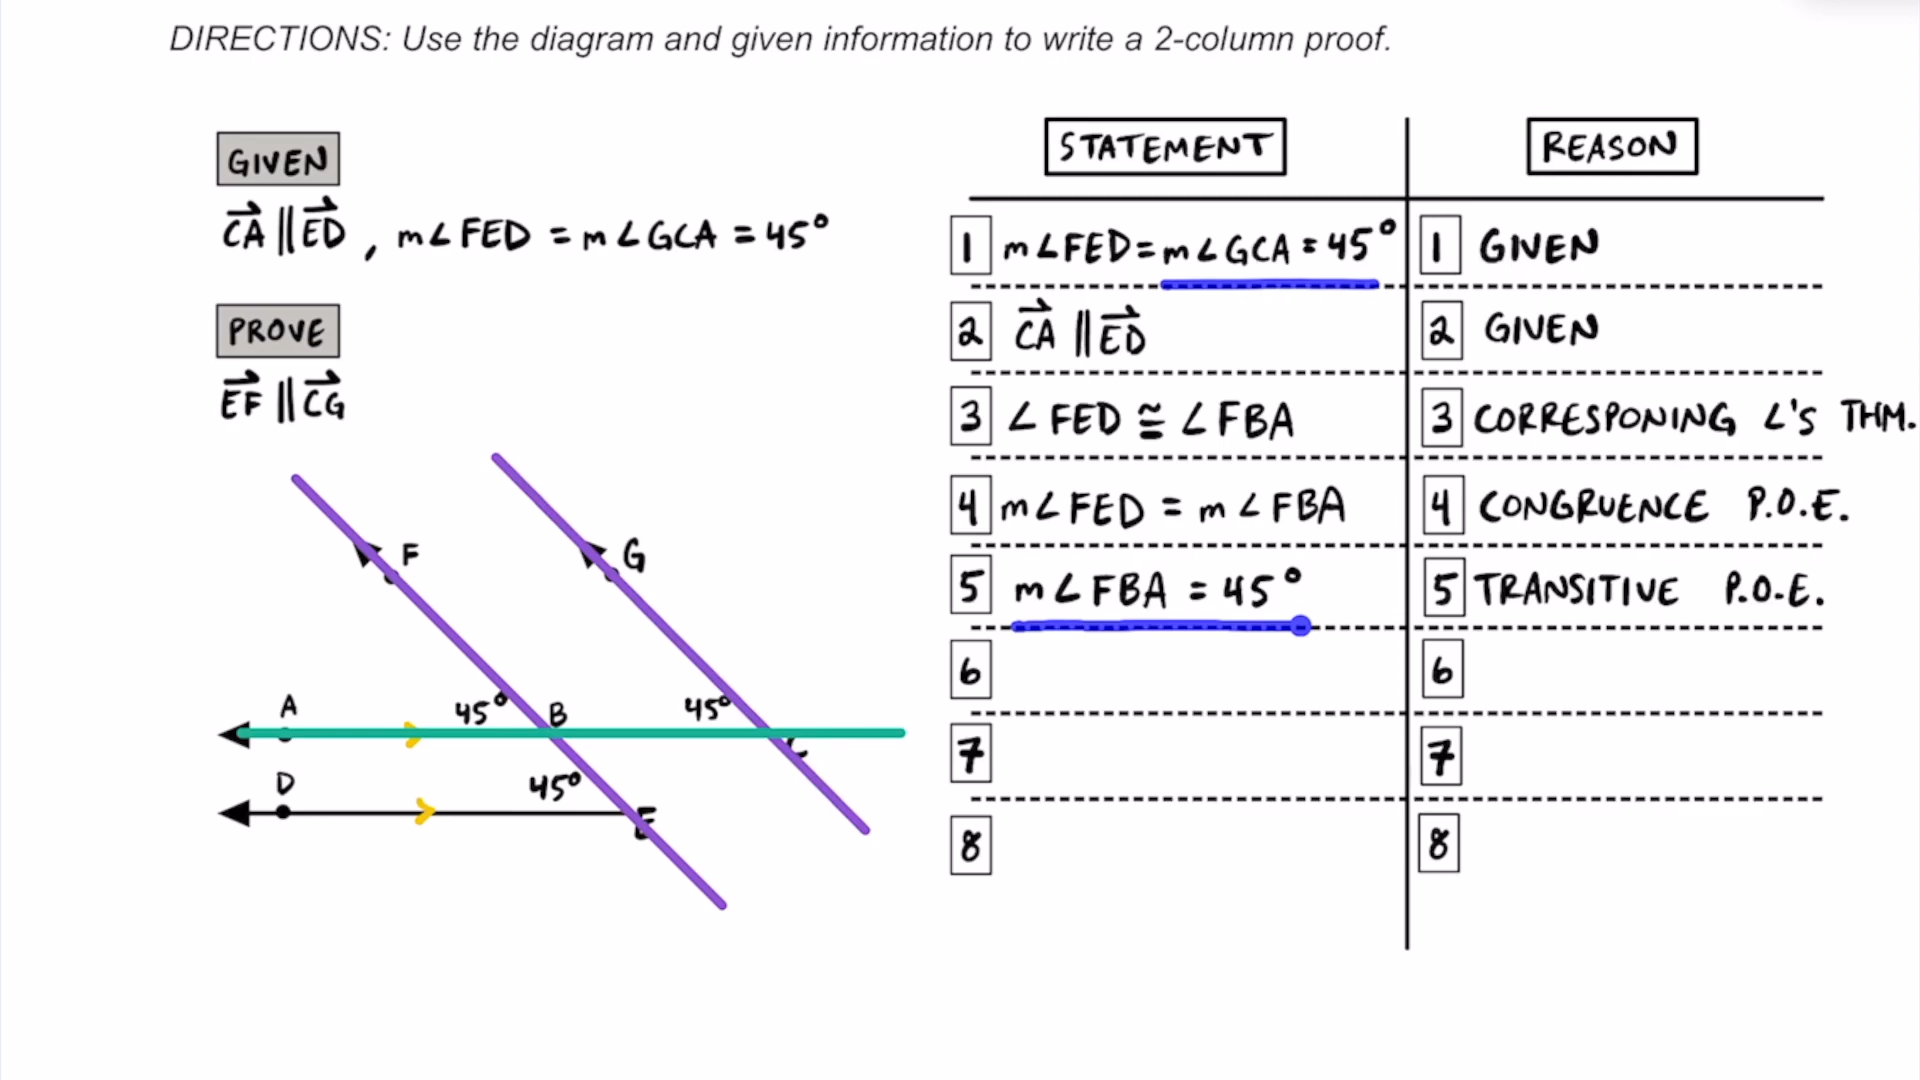 DIRECTIONS: Use the diagram and given information to write a 2-column proof.
GIVEN
CA || ED , m∠FED = m∠GCA = 45°
PROVE
EF || CG
F
G
A
45°
B
45°
C
D
45°
E
STATEMENT
REASON
1 m∠FED = m∠GCA = 45°
1 GIVEN
2 CA || ED
2 GIVEN
3 ∠FED ≅ ∠FBA
3 CORRESPONING ∠'S THM.
4 m∠FED = m∠FBA
4 CONGRUENCE P.O.E.
5 m∠FBA = 45°
5 TRANSITIVE P.O.E.
6
6
7
7
8
8